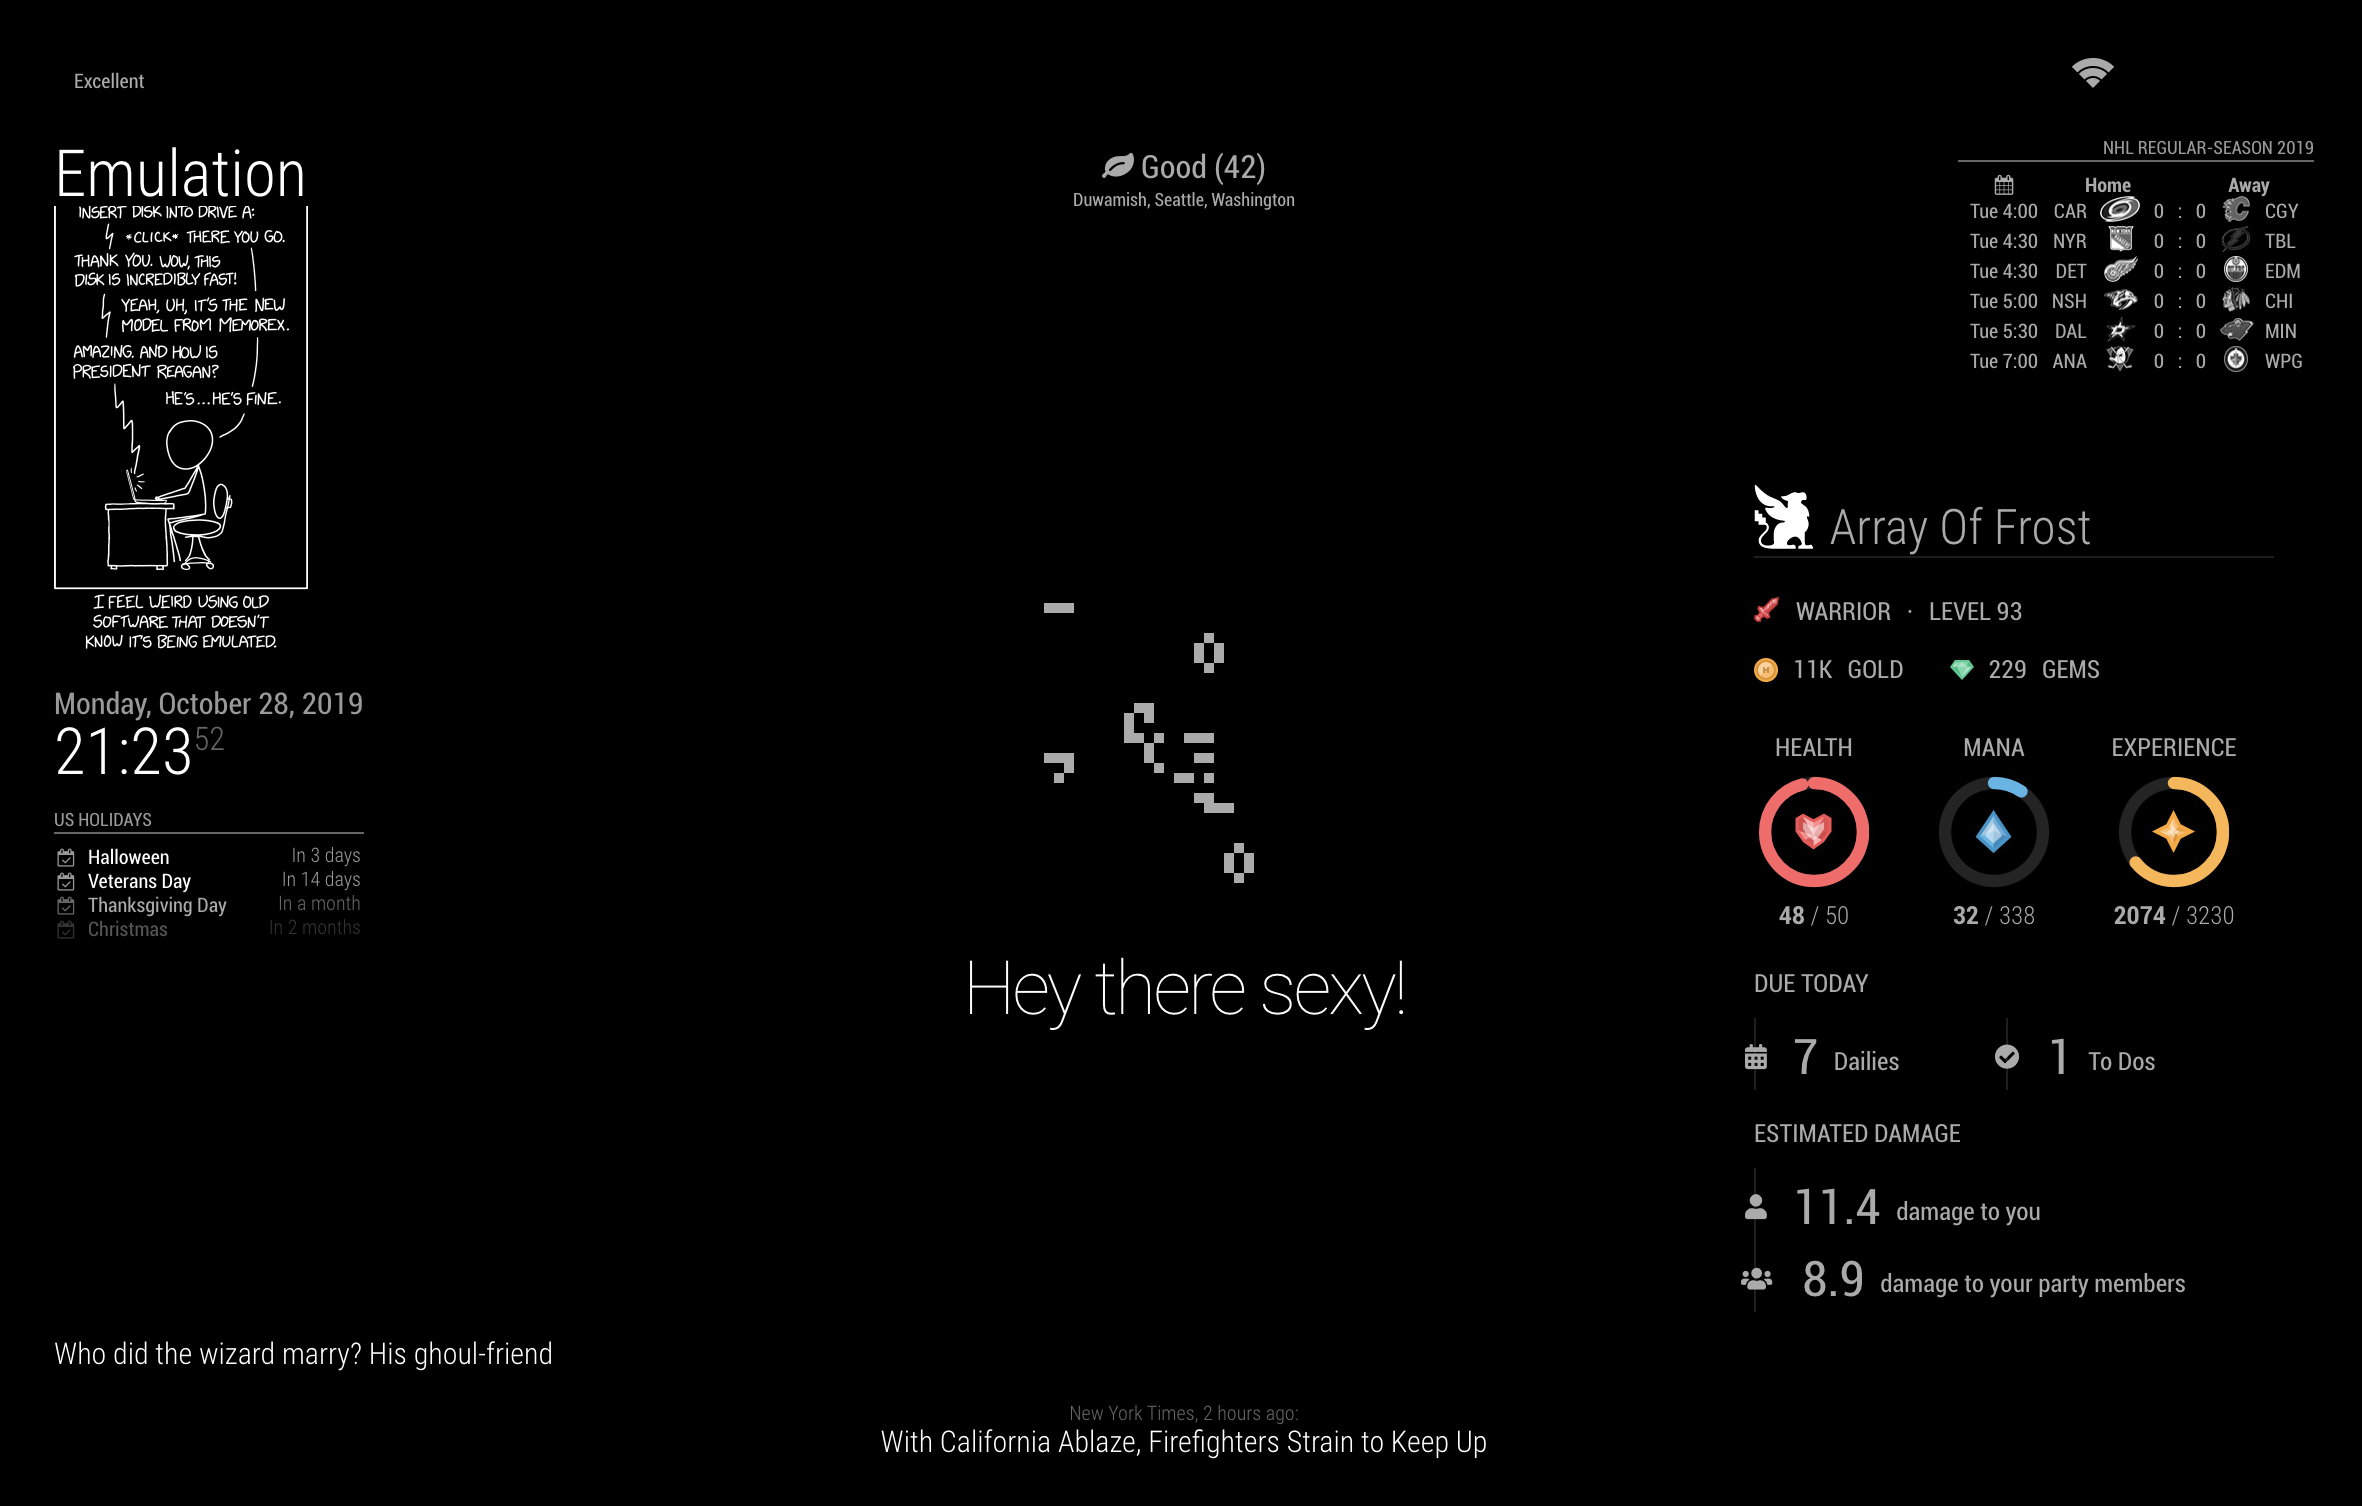 Excellent
Emulation
INSERT DISK INTO DRIVE A:
*CLICK* THERE YOU GO.
THANK YOU. WOW, THIS
DISK IS INCREDIBLY FAST!
YEAH, UH, IT'S THE NEW
MODEL FROM MEMOREX.
AMAZING. AND HOW IS
PRESIDENT REAGAN?
HE'S...HE'S FINE.
I FEEL WEIRD USING OLD
SOFTWARE THAT DOESN'T
KNOW IT'S BEING EMULATED.
Monday, October 28, 2019
21:23 52
US HOLIDAYS
Halloween In 3 days
Veterans Day In 14 days
Thanksgiving Day In a month
Christmas In 2 months
Good (42)
Duwamish, Seattle, Washington
Hey there sexy!
NHL REGULAR-SEASON 2019
Home Away
Tue 4:00 CAR 0 : 0 CGY
Tue 4:30 NYR 0 : 0 TBL
Tue 4:30 DET 0 : 0 EDM
Tue 5:00 NSH 0 : 0 CHI
Tue 5:30 DAL 0 : 0 MIN
Tue 7:00 ANA 0 : 0 WPG
Array Of Frost
WARRIOR · LEVEL 93
11K GOLD 229 GEMS
HEALTH MANA EXPERIENCE
48 / 50 32 / 338 2074 / 3230
DUE TODAY
7 Dailies 1 To Dos
ESTIMATED DAMAGE
11.4 damage to you
8.9 damage to your party members
Who did the wizard marry? His ghoul-friend
New York Times, 2 hours ago:
With California Ablaze, Firefighters Strain to Keep Up